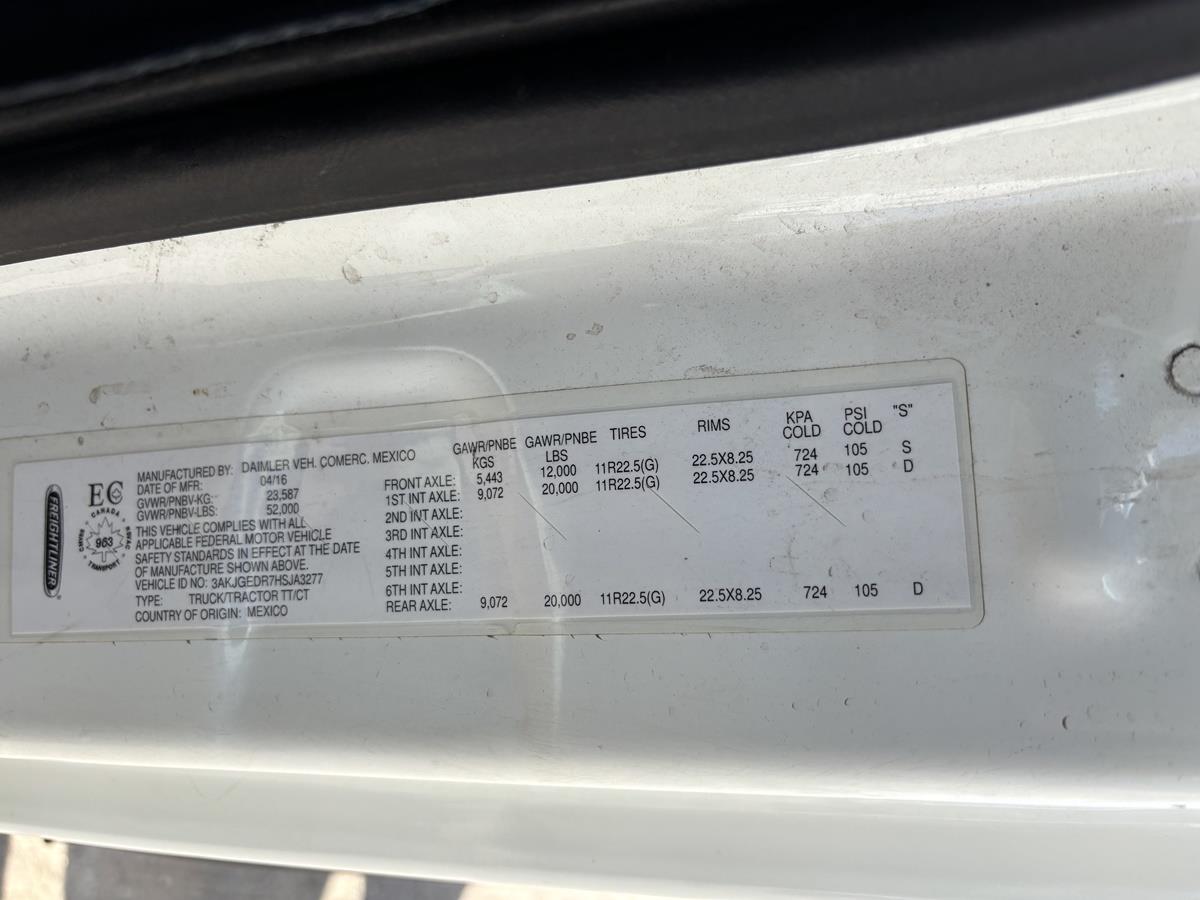 FREIGHTLINER
EC
CANADA
963
TRANSPORT
MANUFACTURED BY: DAIMLER VEH. COMERC. MEXICO
DATE OF MFR: 04/16
GVWR/PNBV-KG: 23,587
GVWR/PNBV-LBS: 52,000
THIS VEHICLE COMPLIES WITH ALL
APPLICABLE FEDERAL MOTOR VEHICLE
SAFETY STANDARDS IN EFFECT AT THE DATE
OF MANUFACTURE SHOWN ABOVE.
VEHICLE ID NO: 3AKJGEDR7HSJA3277
TYPE: TRUCK/TRACTOR TT/CT
COUNTRY OF ORIGIN: MEXICO
GAWR/PNBE KGS GAWR/PNBE LBS TIRES RIMS KPA COLD PSI COLD "S"
FRONT AXLE: 5,443 12,000 11R22.5(G) 22.5X8.25 724 105 S
1ST INT AXLE: 9,072 20,000 11R22.5(G) 22.5X8.25 724 105 D
2ND INT AXLE:
3RD INT AXLE:
4TH INT AXLE:
5TH INT AXLE:
6TH INT AXLE:
REAR AXLE: 9,072 20,000 11R22.5(G) 22.5X8.25 724 105 D